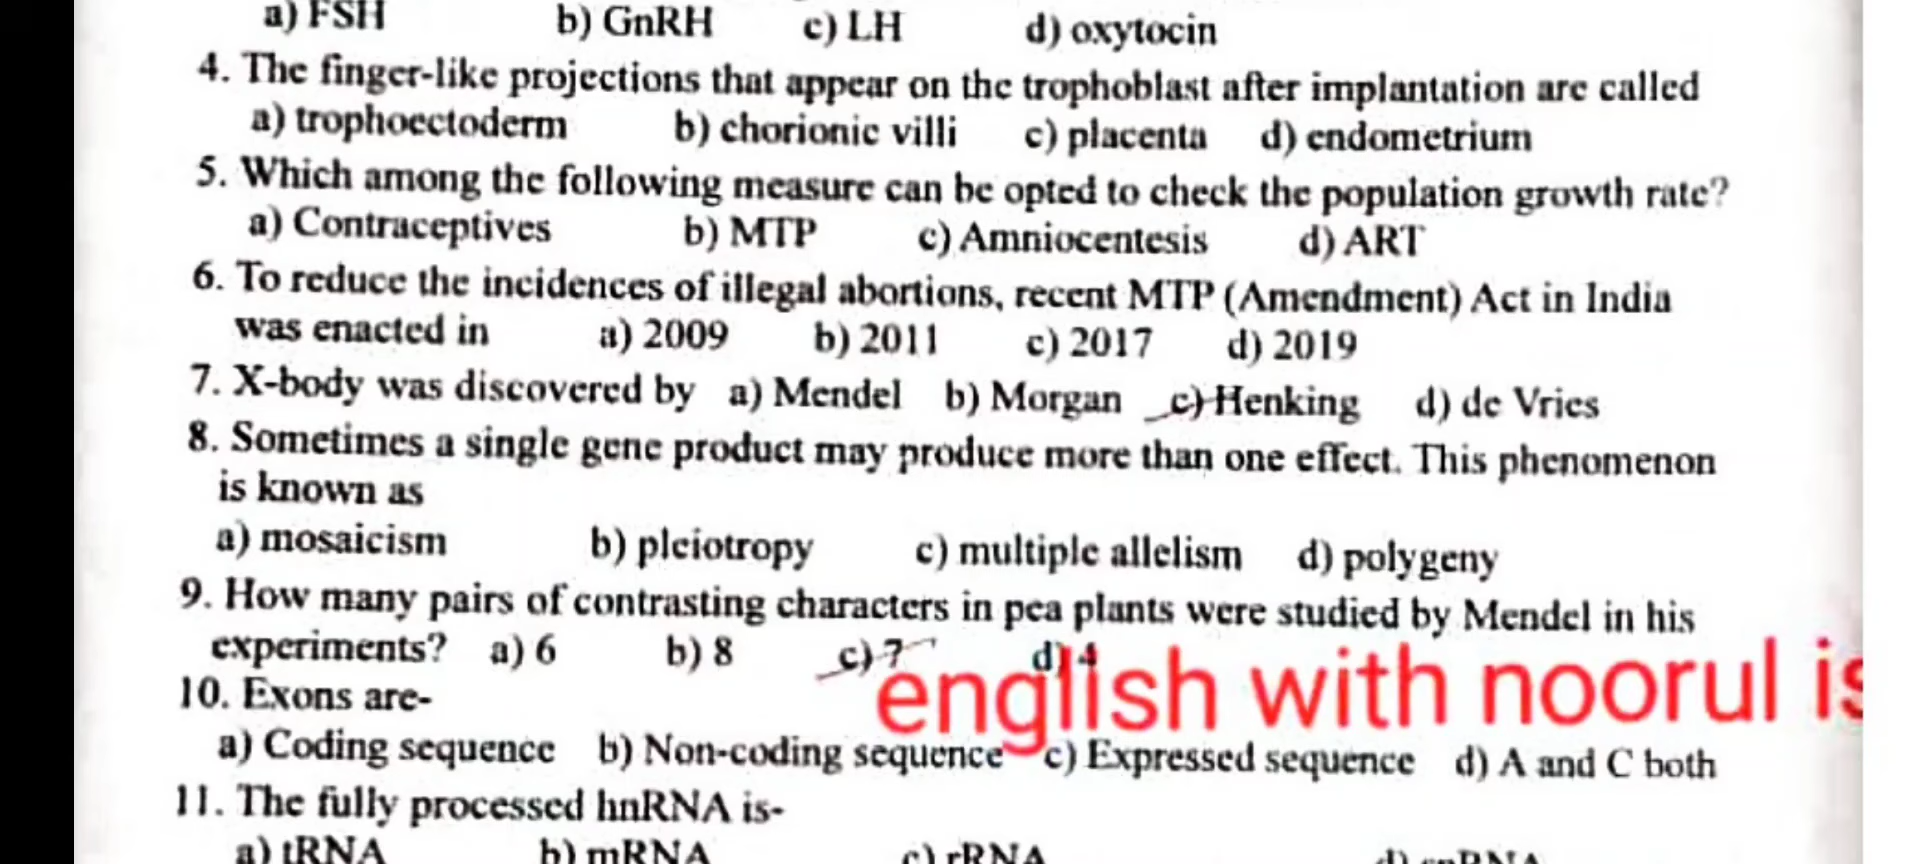 a) FSH b) GnRH c) LH d) oxytocin
4. The finger-like projections that appear on the trophoblast after implantation are called
a) trophoectoderm b) chorionic villi c) placenta d) endometrium
5. Which among the following measure can be opted to check the population growth rate?
a) Contraceptives b) MTP c) Amniocentesis d) ART
6. To reduce the incidences of illegal abortions, recent MTP (Amendment) Act in India
was enacted in a) 2009 b) 2011 c) 2017 d) 2019
7. X-body was discovered by a) Mendel b) Morgan c) Henking d) de Vries
8. Sometimes a single gene product may produce more than one effect. This phenomenon
is known as
a) mosaicism b) pleiotropy c) multiple allelism d) polygeny
9. How many pairs of contrasting characters in pea plants were studied by Mendel in his
experiments? a) 6 b) 8 c) 7 d) 4
english with noorul is
10. Exons are-
a) Coding sequence b) Non-coding sequence c) Expressed sequence d) A and C both
11. The fully processed hnRNA is-
a) tRNA b) mRNA c) rRNA d)